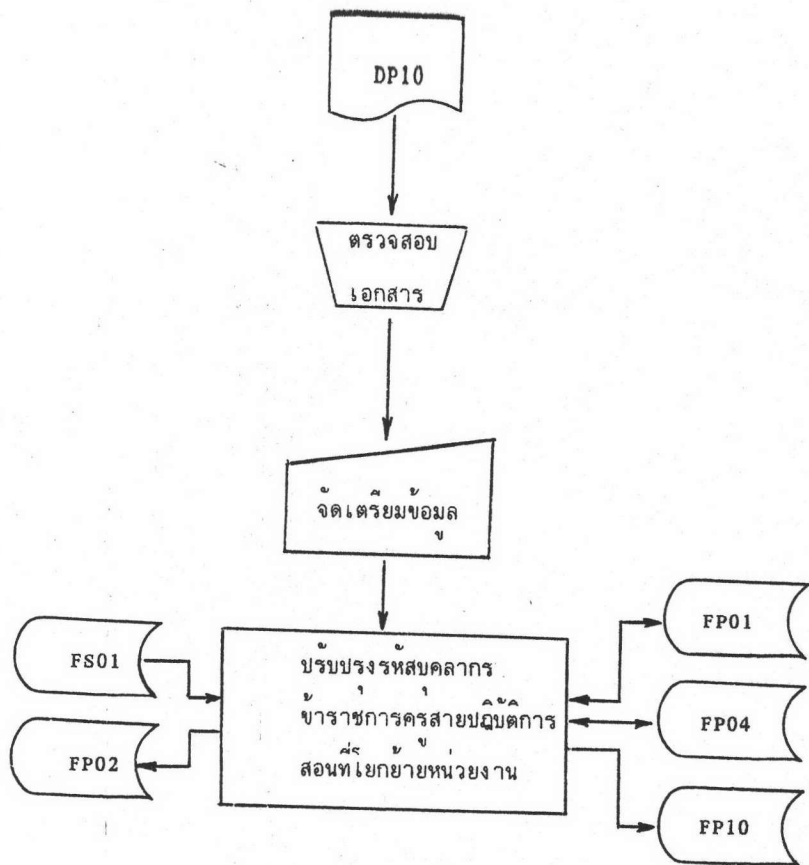 DP10
ตรวจสอบ
เอกสาร
จัดเตรียมข้อมูล
FS01
FP02
ปรับปรุงรหัสบุคลากร
ข้าราชการครูสายปฏิบัติการ
สอนที่โยกย้ายหน่วยงาน
FP01
FP04
FP10